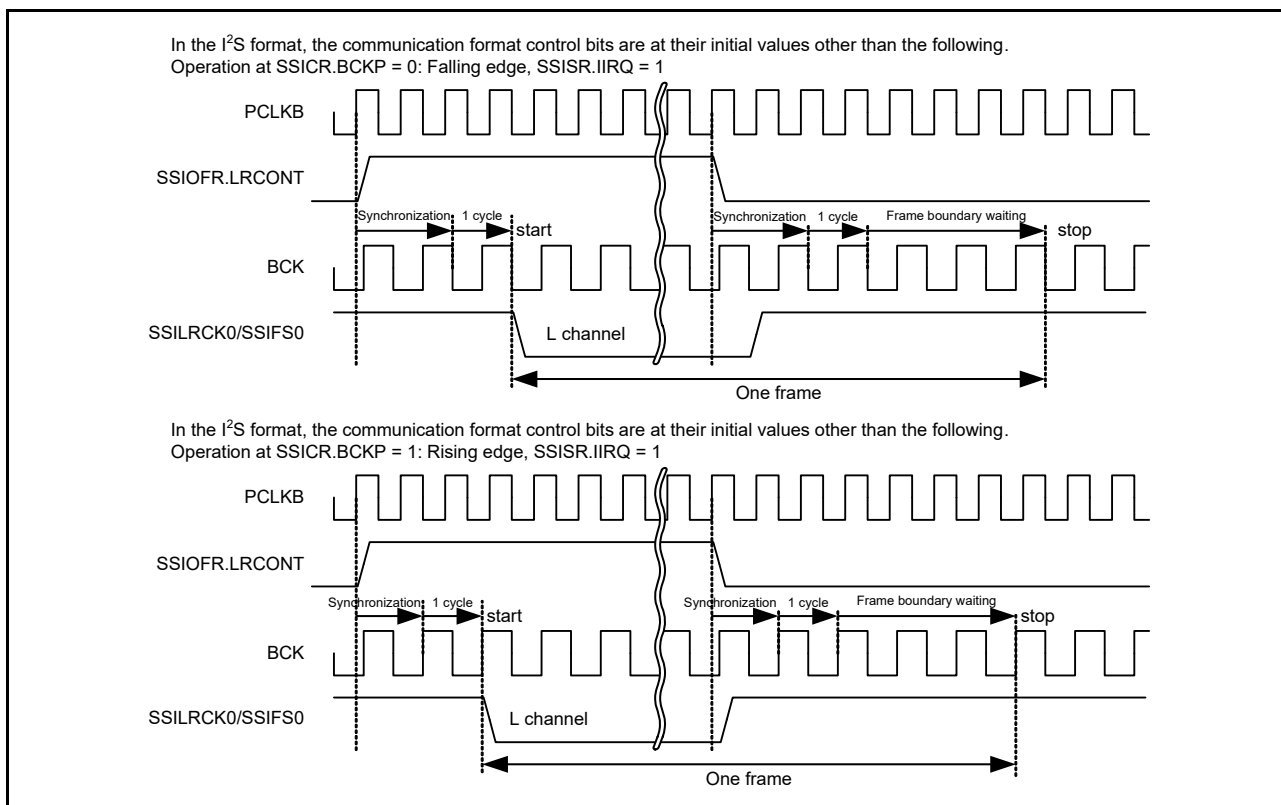 In the I²S format, the communication format control bits are at their initial values other than the following.
Operation at SSICR.BCKP = 0: Falling edge, SSISR.IIRQ = 1
PCLKB
SSIOFR.LRCONT
Synchronization 1 cycle start Synchronization 1 cycle Frame boundary waiting stop
BCK
SSILRCK0/SSIFS0 L channel
One frame
In the I²S format, the communication format control bits are at their initial values other than the following.
Operation at SSICR.BCKP = 1: Rising edge, SSISR.IIRQ = 1
PCLKB
SSIOFR.LRCONT
Synchronization 1 cycle start Synchronization 1 cycle Frame boundary waiting stop
BCK
SSILRCK0/SSIFS0 L channel
One frame